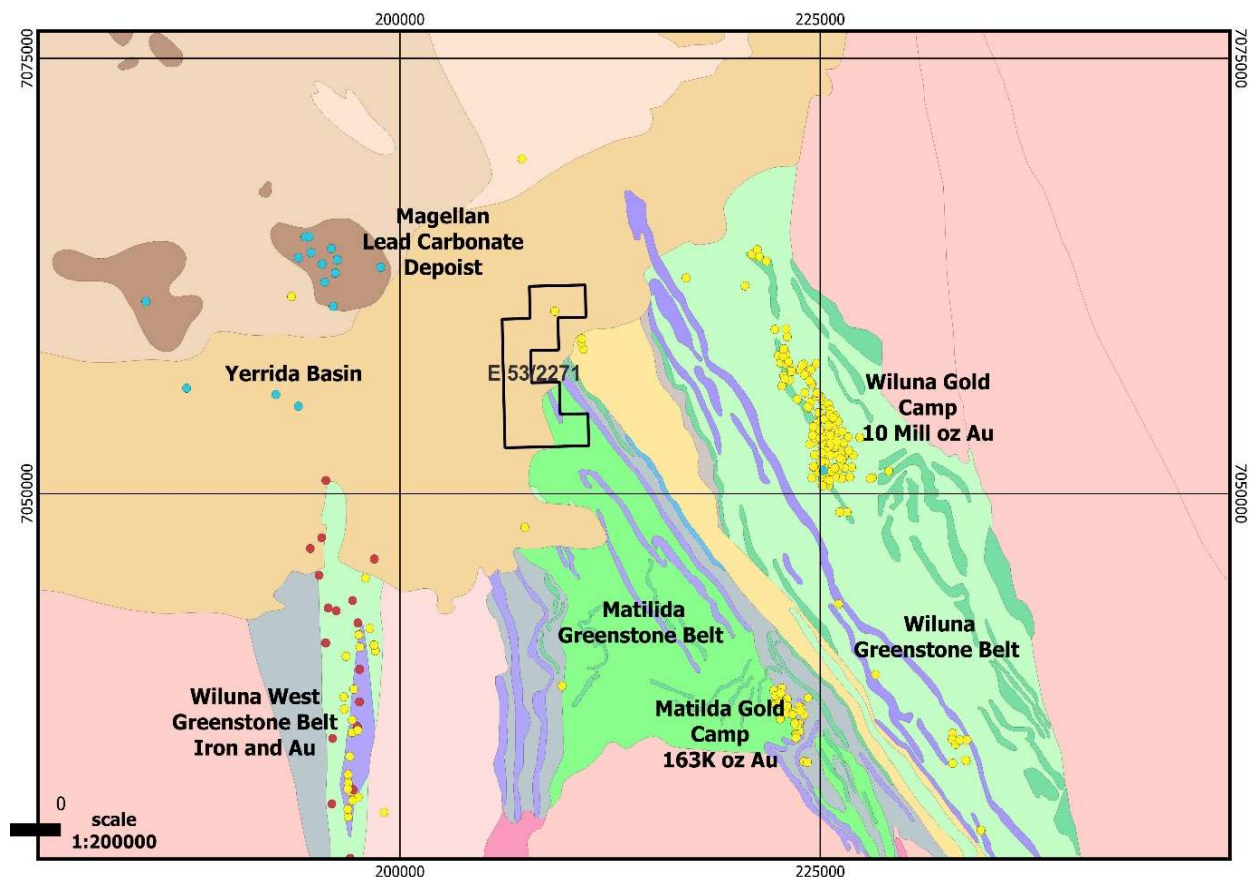 200000
225000
7075000
7075000
Magellan
Lead Carbonate
Depoist
Yerrida Basin
E 53/2271
Wiluna Gold
Camp
10 Mill oz Au
7050000
7050000
Matilida
Greenstone Belt
Wiluna
Greenstone Belt
Wiluna West
Greenstone Belt
Iron and Au
Matilda Gold
Camp
163K oz Au
0
scale
1:200000
200000
225000